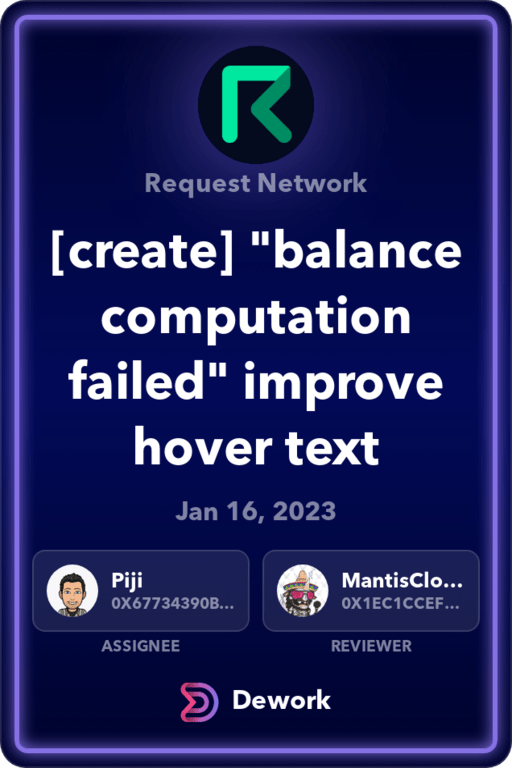 Request Network
[create] "balance
computation
failed" improve
hover text
Jan 16, 2023
Piji
0X67734390B...
MantisClo...
0X1EC1CCEF...
ASSIGNEE
REVIEWER
Dework